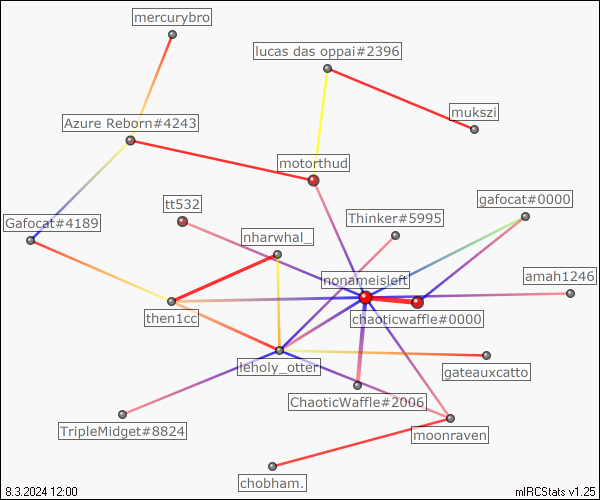 mercurybro
lucas das oppai#2396
mukszi
Azure Reborn#4243
motorthud
tt532
gafocat#0000
Thinker#5995
Gafocat#4189
nharwhal_
nonameisleft
amah1246
then1cc
chaoticwaffle#0000
leholy_otter
gateauxcatto
ChaoticWaffle#2006
TripleMidget#8824
moonraven
chobham.
8.3.2024 12:00
mIRCStats v1.25